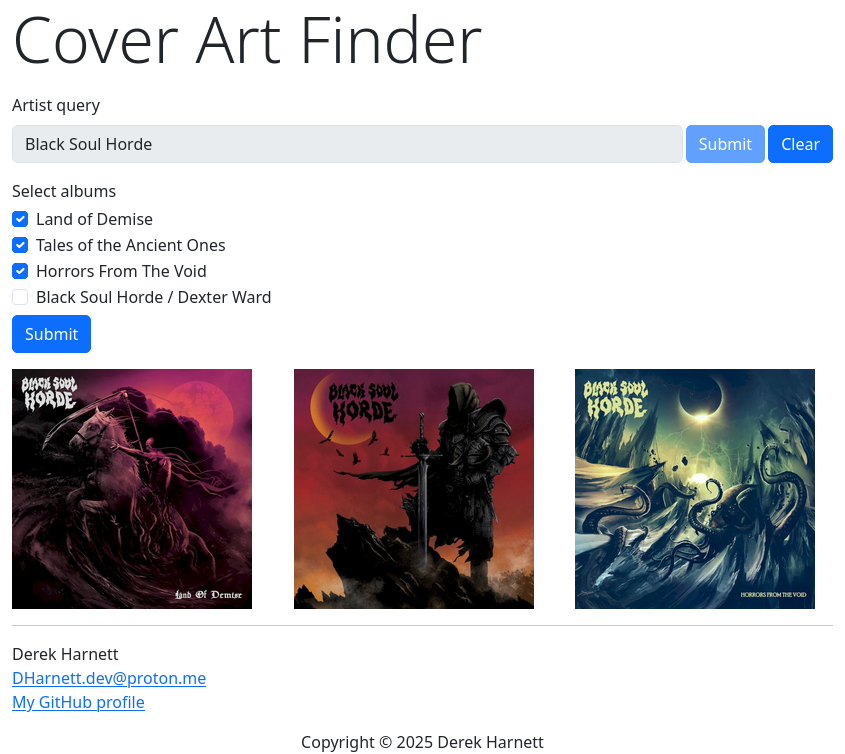 Cover Art Finder
Artist query
Black Soul Horde
Submit
Clear
Select albums
Land of Demise
Tales of the Ancient Ones
Horrors From The Void
Black Soul Horde / Dexter Ward
Submit
BLACK SOUL
HORDE
Land Of Demise
BLACK SOUL
HORDE
BLACK SOUL
HORDE
HORRORS FROM THE VOID
Derek Harnett
DHarnett.dev@proton.me
My GitHub profile
Copyright © 2025 Derek Harnett